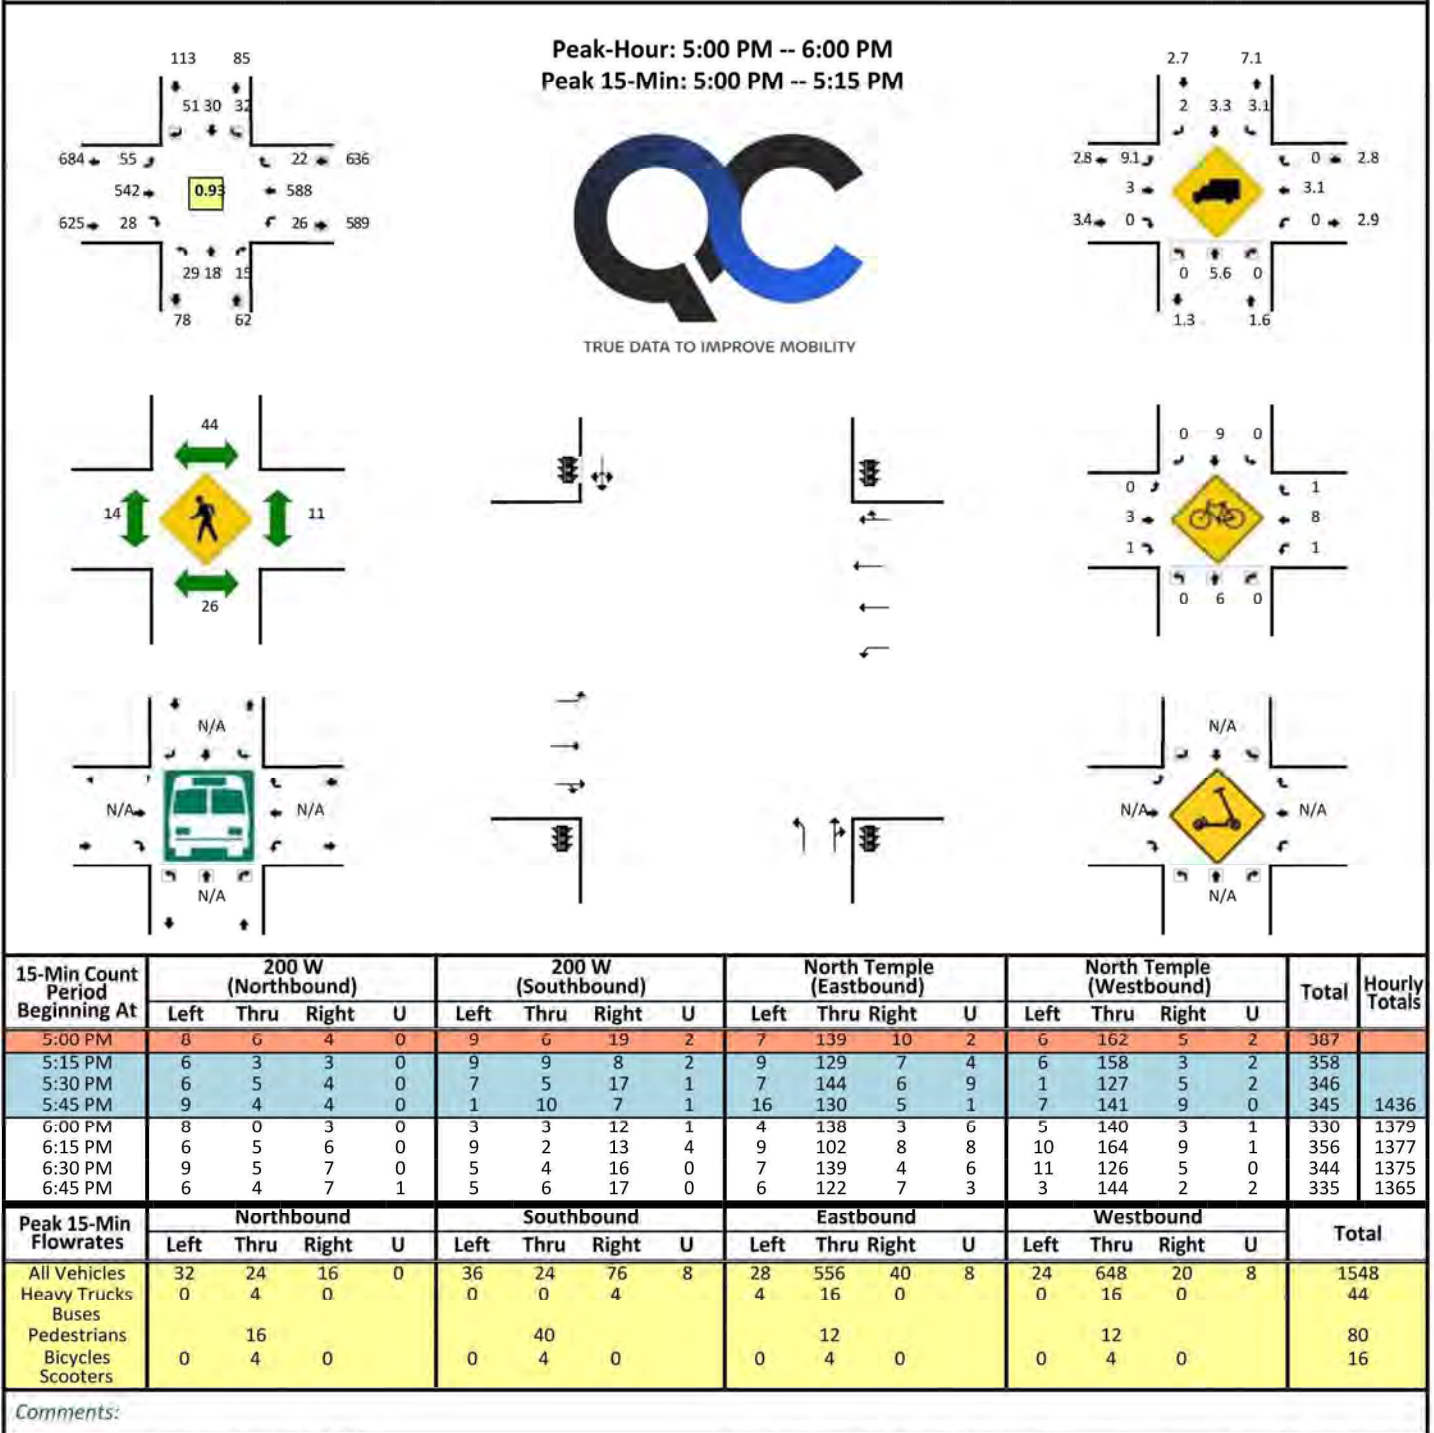 Peak-Hour: 5:00 PM -- 6:00 PM
Peak 15-Min: 5:00 PM -- 5:15 PM
QC
TRUE DATA TO IMPROVE MOBILITY
113 85
51 30 32
684 55 22 636
542 0.93 588
625 28 26 589
29 18 15
78 62
2.7 7.1
2 3.3 3.1
2.8 9.1 0 2.8
3 3.1
3.4 0 0 2.9
0 5.6 0
1.3 1.6
44
14 11
26
0 9 0
0 1
3 8
1 1
0 6 0
N/A
N/A N/A
N/A
N/A
N/A N/A
N/A
15-Min Count Period Beginning At 200 W (Northbound) 200 W (Southbound) North Temple (Eastbound) North Temple (Westbound) Total Hourly Totals
Left Thru Right U Left Thru Right U Left Thru Right U Left Thru Right U
5:00 PM 8 6 4 0 9 6 19 2 7 139 10 2 6 162 5 2 387
5:15 PM 6 3 3 0 9 9 8 2 9 129 7 4 6 158 3 2 358
5:30 PM 6 5 4 0 7 5 17 1 7 144 6 9 1 127 5 2 346
5:45 PM 9 4 4 0 1 10 7 1 16 130 5 1 7 141 9 0 345 1436
6:00 PM 8 0 3 0 3 3 12 1 4 138 3 6 5 140 3 1 330 1379
6:15 PM 6 5 6 0 9 2 13 4 9 102 8 8 10 164 9 1 356 1377
6:30 PM 9 5 7 0 5 4 16 0 7 139 4 6 11 126 5 0 344 1375
6:45 PM 6 4 7 1 5 6 17 0 6 122 7 3 3 144 2 2 335 1365
Peak 15-Min Flowrates Northbound Southbound Eastbound Westbound Total
Left Thru Right U Left Thru Right U Left Thru Right U Left Thru Right U
All Vehicles 32 24 16 0 36 24 76 8 28 556 40 8 24 648 20 8 1548
Heavy Trucks 0 4 0 0 0 4 4 16 0 0 16 0 44
Buses
Pedestrians 16 40 12 12 80
Bicycles 0 4 0 0 4 0 0 4 0 0 4 0 16
Scooters
Comments: